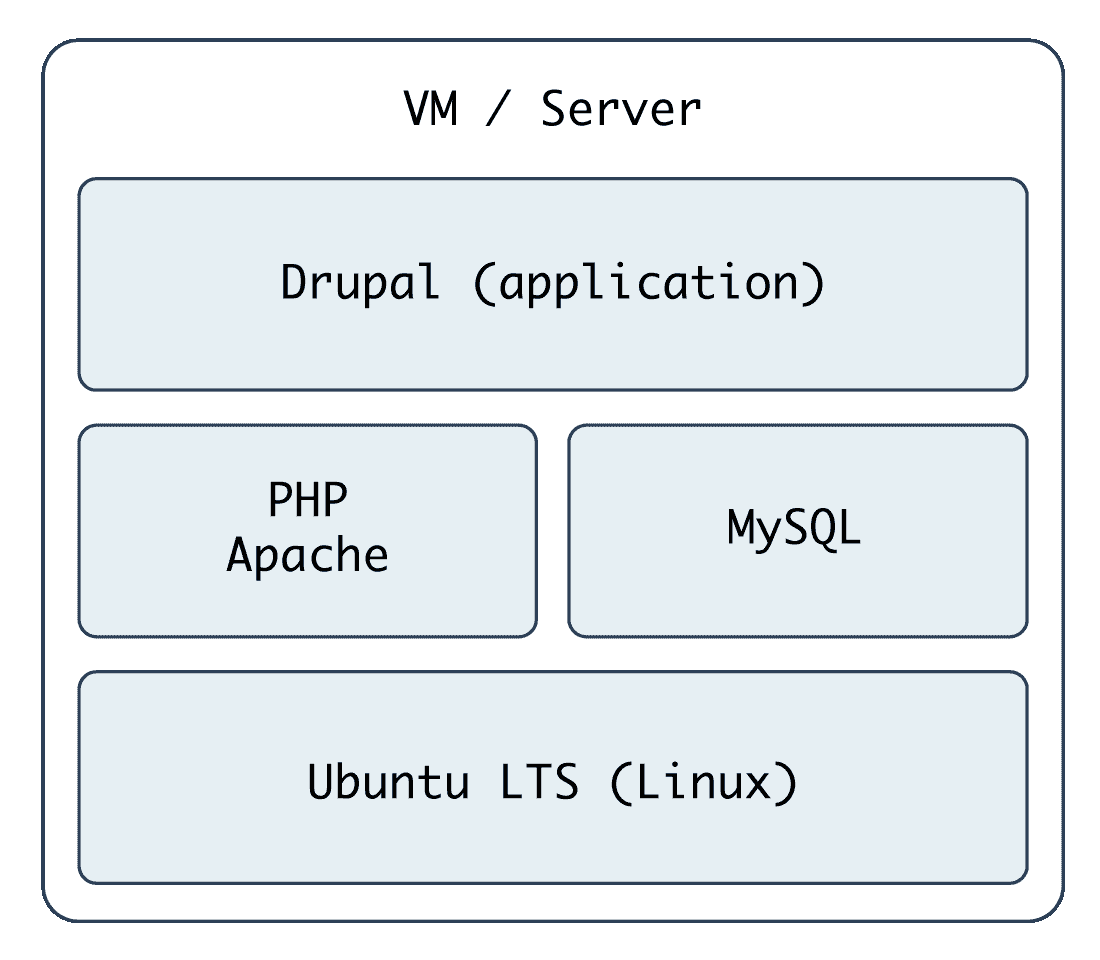 VM / Server
Drupal (application)
PHP
Apache
MySQL
Ubuntu LTS (Linux)